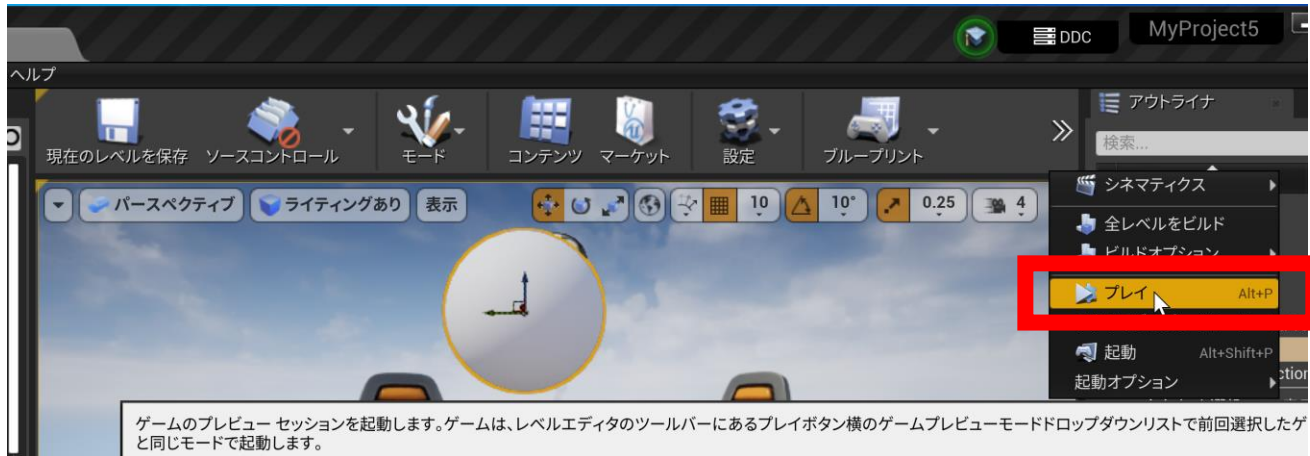 DDC
MyProject5
ヘルプ
現在のレベルを保存
ソースコントロール
モード
コンテンツ
マーケット
設定
ブループリント
アウトライナ
検索...
パースペクティブ
ライティングあり
表示
10
10°
0.25
4
シネマティクス
全レベルをビルド
ビルドオプション
プレイ Alt+P
起動 Alt+Shift+P
起動オプション
ゲームのプレビュー セッションを起動します。ゲームは、レベルエディタのツールバーにあるプレイボタン横のゲームプレビューモードドロップダウンリストで前回選択したゲ
と同じモードで起動します。